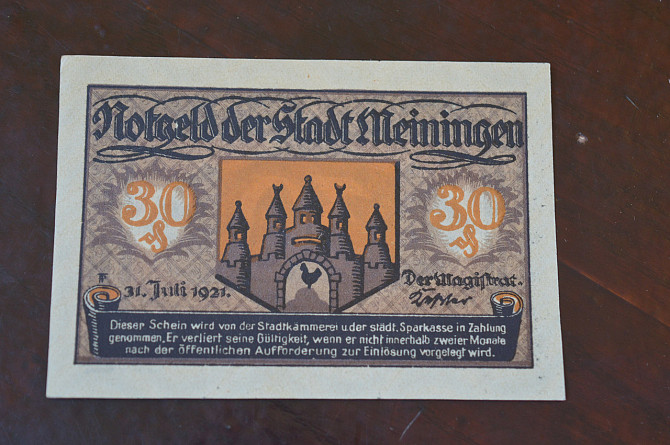 Notgeld der Stadt Meiningen
30 30
Pf Pf
F
31. Juli 1921. Der Magistrat.
Dieser Schein wird von der Stadtkämmerei u. der städt. Sparkasse in Zahlung
genommen. Er verliert seine Gültigkeit, wenn er nicht innerhalb zweier Monate
nach der öffentlichen Aufforderung zur Einlösung vorgelegt wird.